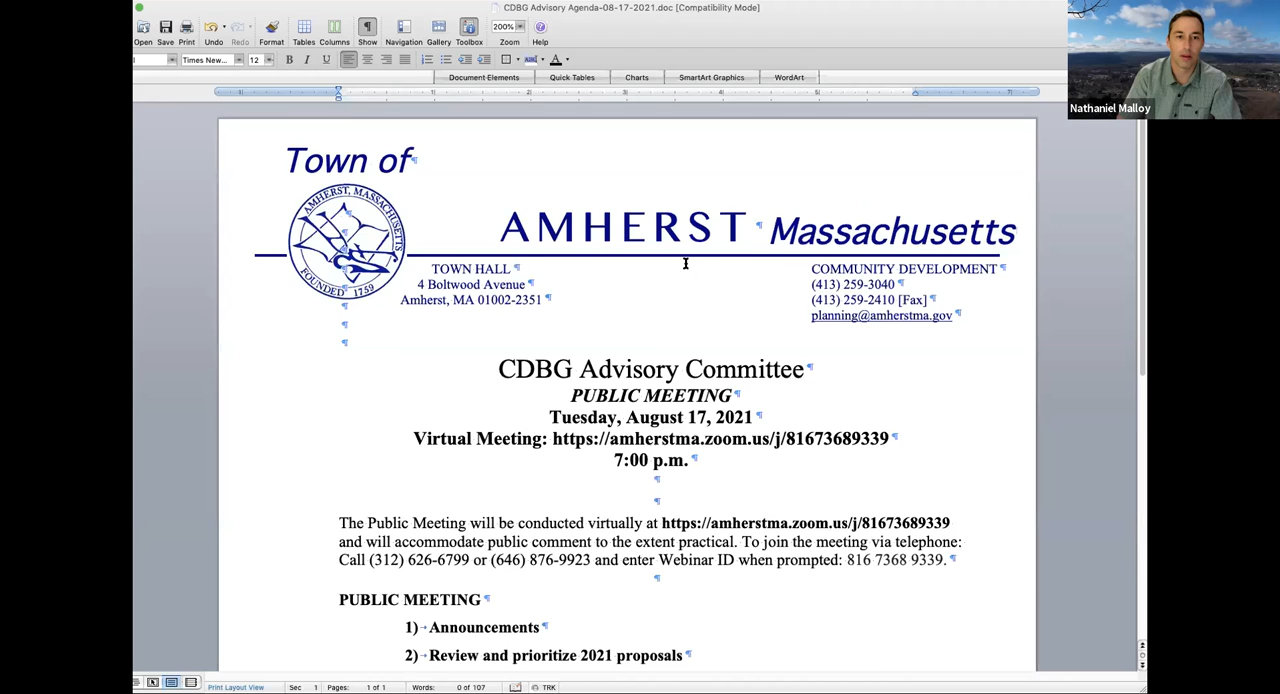 CDBG Advisory Agenda-08-17-2021.doc [Compatibility Mode]
Open Save Print Undo Redo Format Tables Columns Show Navigation Gallery Toolbox Zoom Help
200%
Times New... 12
Document Elements Quick Tables Charts SmartArt Graphics WordArt
Nathaniel Malloy
Town of
AMHERST, MASSACHUSETTS
FOUNDED 1759
AMHERST Massachusetts
TOWN HALL
4 Boltwood Avenue
Amherst, MA 01002-2351
COMMUNITY DEVELOPMENT
(413) 259-3040
(413) 259-2410 [Fax]
planning@amherstma.gov
CDBG Advisory Committee
PUBLIC MEETING
Tuesday, August 17, 2021
Virtual Meeting: https://amherstma.zoom.us/j/81673689339
7:00 p.m.
The Public Meeting will be conducted virtually at https://amherstma.zoom.us/j/81673689339
and will accommodate public comment to the extent practical. To join the meeting via telephone:
Call (312) 626-6799 or (646) 876-9923 and enter Webinar ID when prompted: 816 7368 9339.
PUBLIC MEETING
1) Announcements
2) Review and prioritize 2021 proposals
Print Layout View Sec 1 Pages: 1 of 1 Words: 0 of 107 TRK